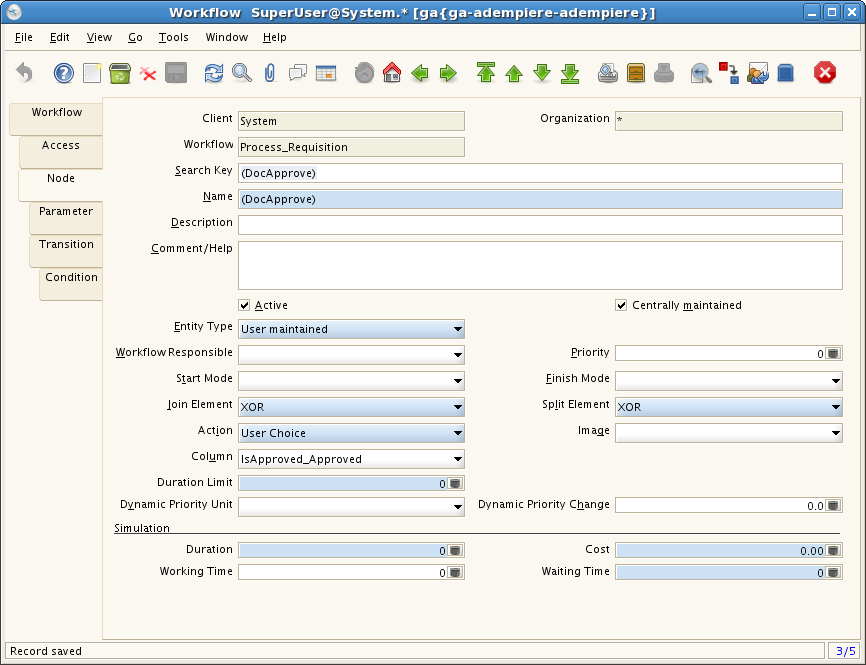 Workflow SuperUser@System.* [ga{ga-adempiere-adempiere}]
File Edit View Go Tools Window Help
Workflow
Access
Node
Parameter
Transition
Condition
Client System Organization *
Workflow Process_Requisition
Search Key (DocApprove)
Name (DocApprove)
Description
Comment/Help
Active Centrally maintained
Entity Type User maintained
Workflow Responsible Priority 0
Start Mode Finish Mode
Join Element XOR Split Element XOR
Action User Choice Image
Column IsApproved_Approved
Duration Limit 0
Dynamic Priority Unit Dynamic Priority Change 0.0
Simulation
Duration 0 Cost 0.00
Working Time 0 Waiting Time 0
Record saved 3/5